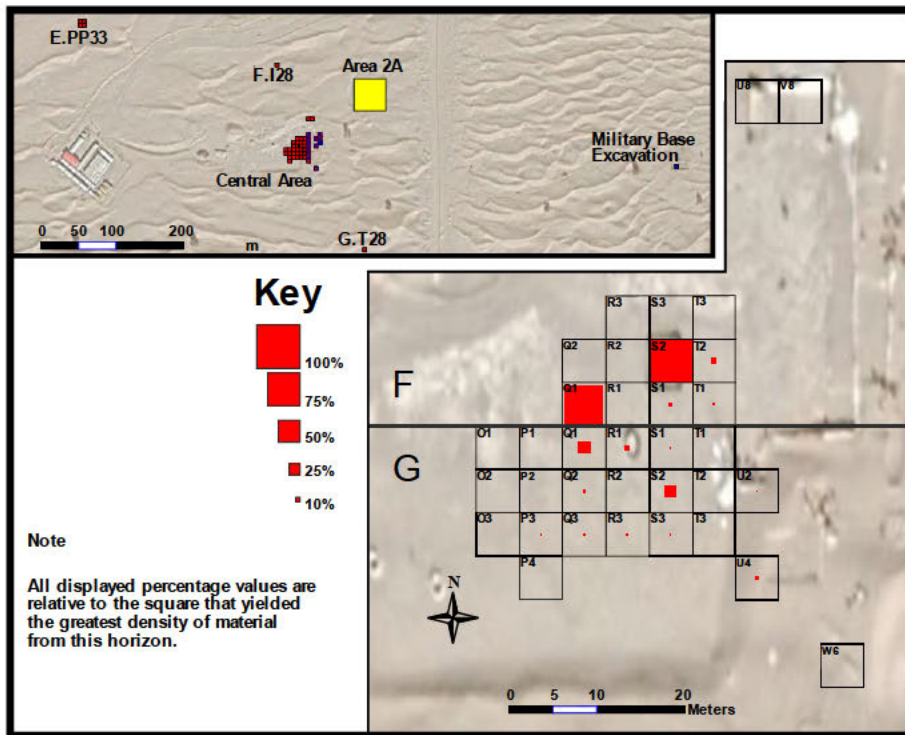 E.PP33
F.I28
Area 2A
Military Base
Excavation
Central Area
0 50 100 200
m
G.T28
Key
100%
75%
50%
25%
10%
Note
All displayed percentage values are
relative to the square that yielded
the greatest density of material
from this horizon.
U8 V8
R3 S3 T3
Q2 R2 S2 T2
F
Q1 R1 S1 T1
G
O1 P1 Q1 R1 S1 T1
O2 P2 Q2 R2 S2 T2 U2
O3 P3 Q3 R3 S3 T3
P4 U4
N
W6
0 5 10 20
Meters